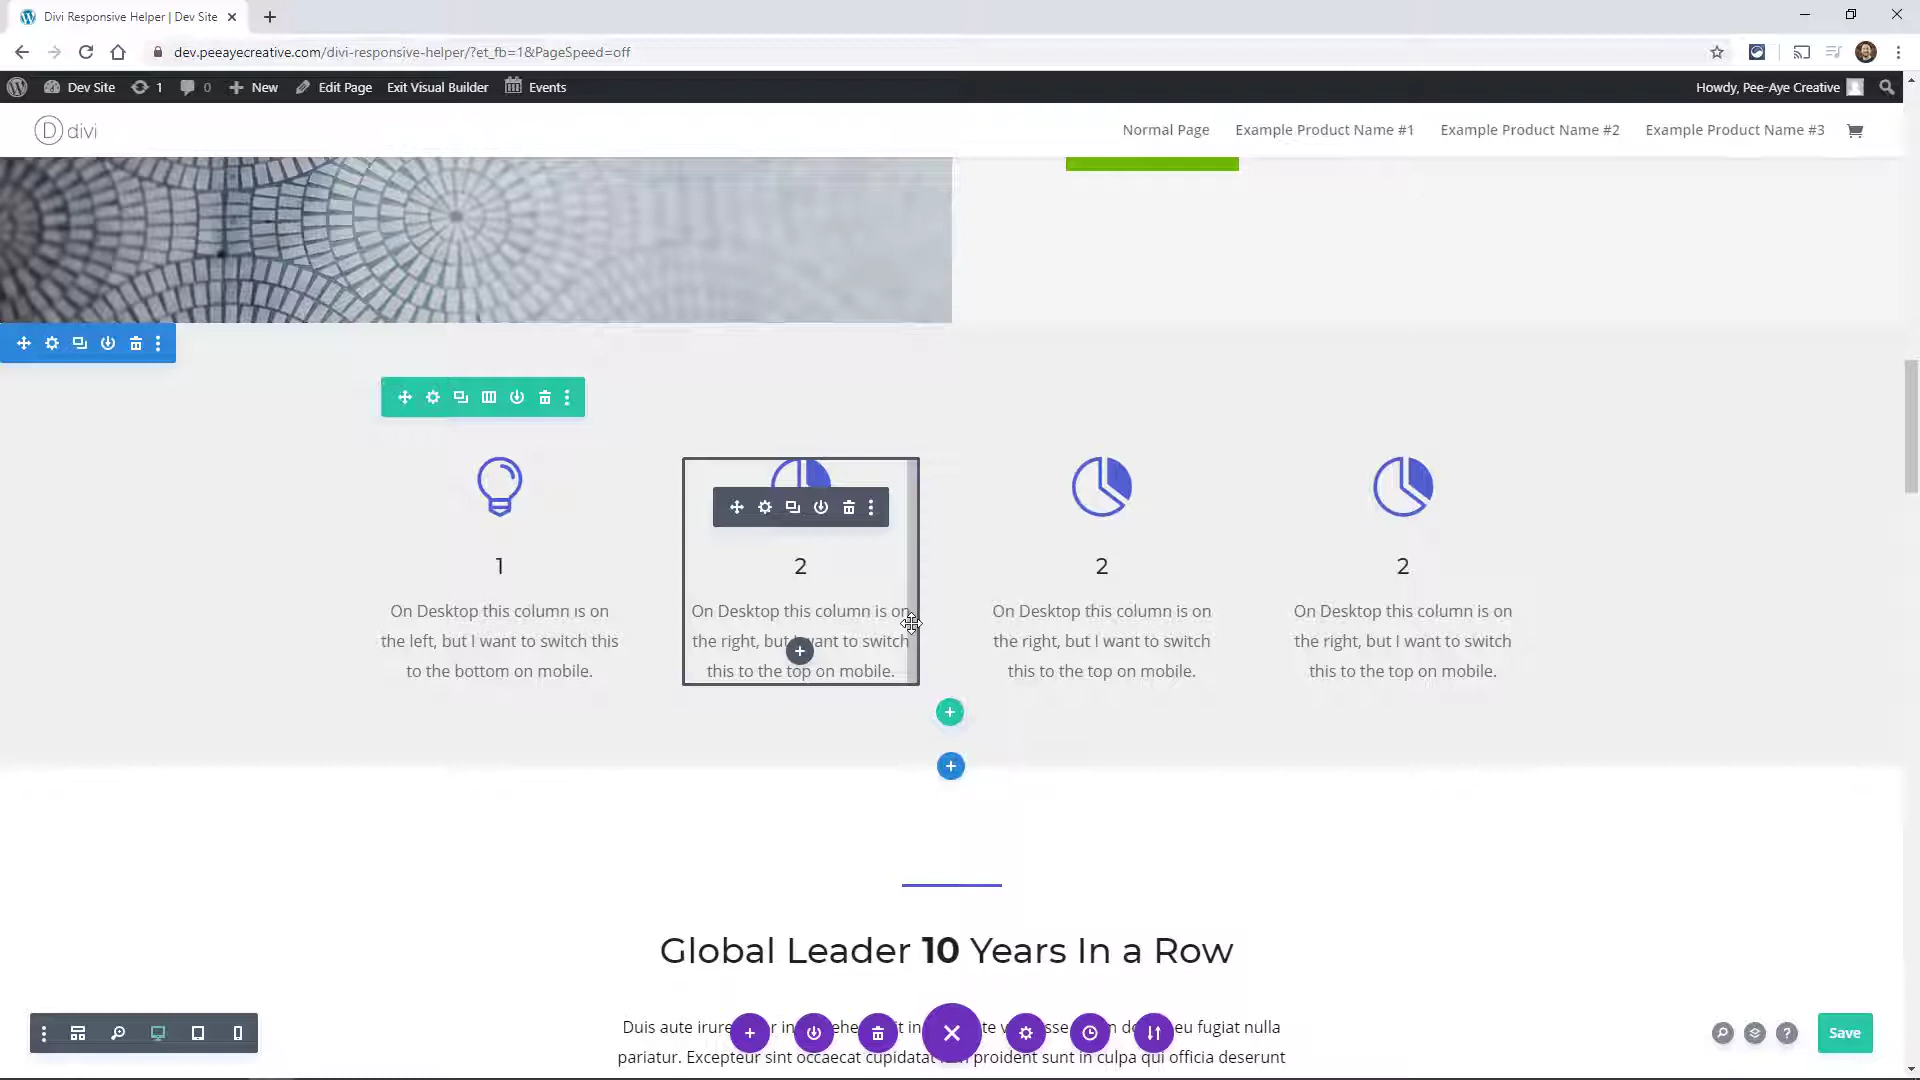 Divi Responsive Helper | Dev Site
dev.peeayecreative.com/divi-responsive-helper/?et_fb=1&PageSpeed=off
Dev Site 1 0 New Edit Page Exit Visual Builder Events Howdy, Pee-Aye Creative
D divi Normal Page Example Product Name #1 Example Product Name #2 Example Product Name #3
1 2 2 2
On Desktop this column is on On Desktop this column is on On Desktop this column is on On Desktop this column is on
the left, but I want to switch this the right, but I want to switch the right, but I want to switch the right, but I want to switch
to the bottom on mobile. this to the top on mobile. this to the top on mobile. this to the top on mobile.
Global Leader 10 Years In a Row
Duis aute irure eu fugiat nulla
pariatur. Excepteur sint occaecat cupidatat proident sunt in culpa qui officia deserunt
Save